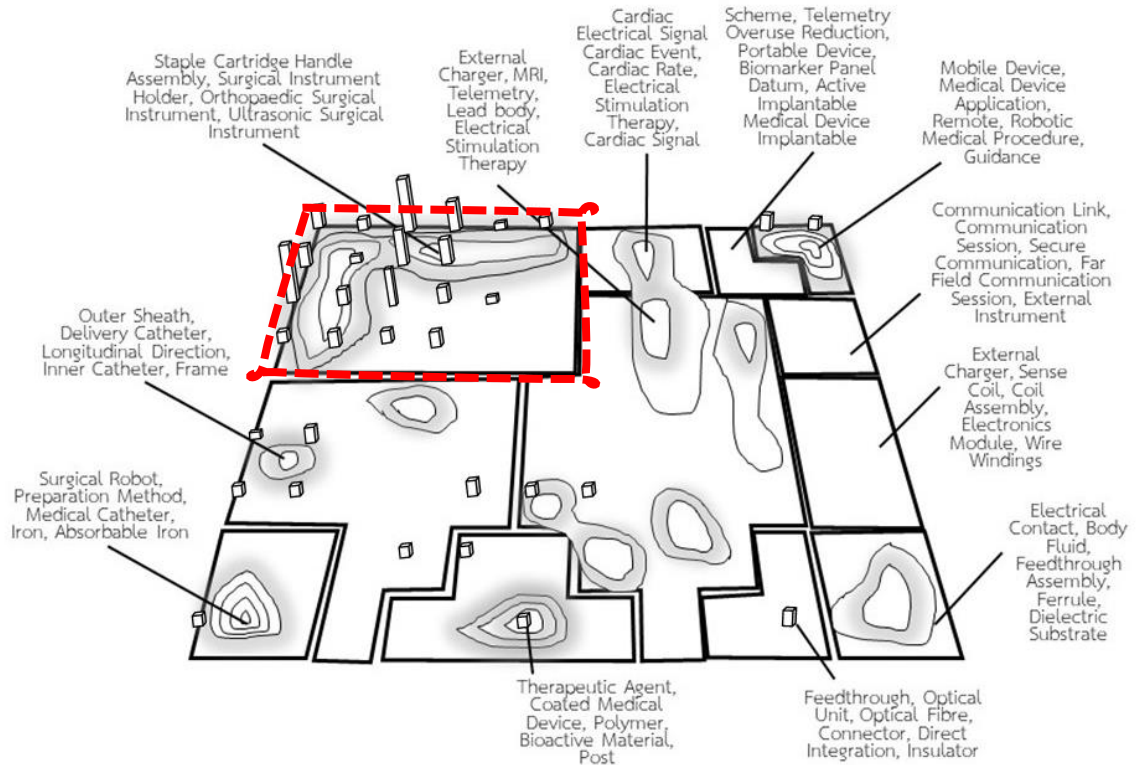 Staple Cartridge Handle
Assembly, Surgical Instrument
Holder, Orthopaedic Surgical
Instrument, Ultrasonic Surgical
Instrument
External
Charger, MRI,
Telemetry,
Lead body,
Electrical
Stimulation
Therapy
Cardiac
Electrical Signal
Cardiac Event,
Cardiac Rate,
Electrical
Stimulation
Therapy,
Cardiac Signal
Scheme, Telemetry
Overuse Reduction,
Portable Device,
Biomarker Panel
Datum, Active
Implantable
Medical Device
Implantable
Mobile Device,
Medical Device
Application,
Remote, Robotic
Medical Procedure,
Guidance
Communication Link,
Communication
Session, Secure
Communication, Far
Field Communication
Session, External
Instrument
Outer Sheath,
Delivery Catheter,
Longitudinal Direction,
Inner Catheter, Frame
External
Charger, Sense
Coil, Coil
Assembly,
Electronics
Module, Wire
Windings
Surgical Robot,
Preparation Method,
Medical Catheter,
Iron, Absorbable Iron
Electrical
Contact, Body
Fluid,
Feedthrough
Assembly,
Ferrule,
Dielectric
Substrate
Therapeutic Agent,
Coated Medical
Device, Polymer,
Bioactive Material,
Post
Feedthrough, Optical
Unit, Optical Fibre,
Connector, Direct
Integration, Insulator